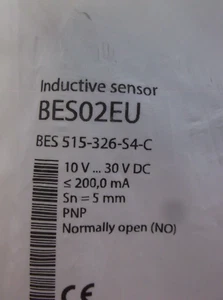 Inductive sensor
BES02EU
BES 515-326-S4-C
10 V ... 30 V DC
≤ 200,0 mA
Sn = 5 mm
PNP
Normally open (NO)
CE